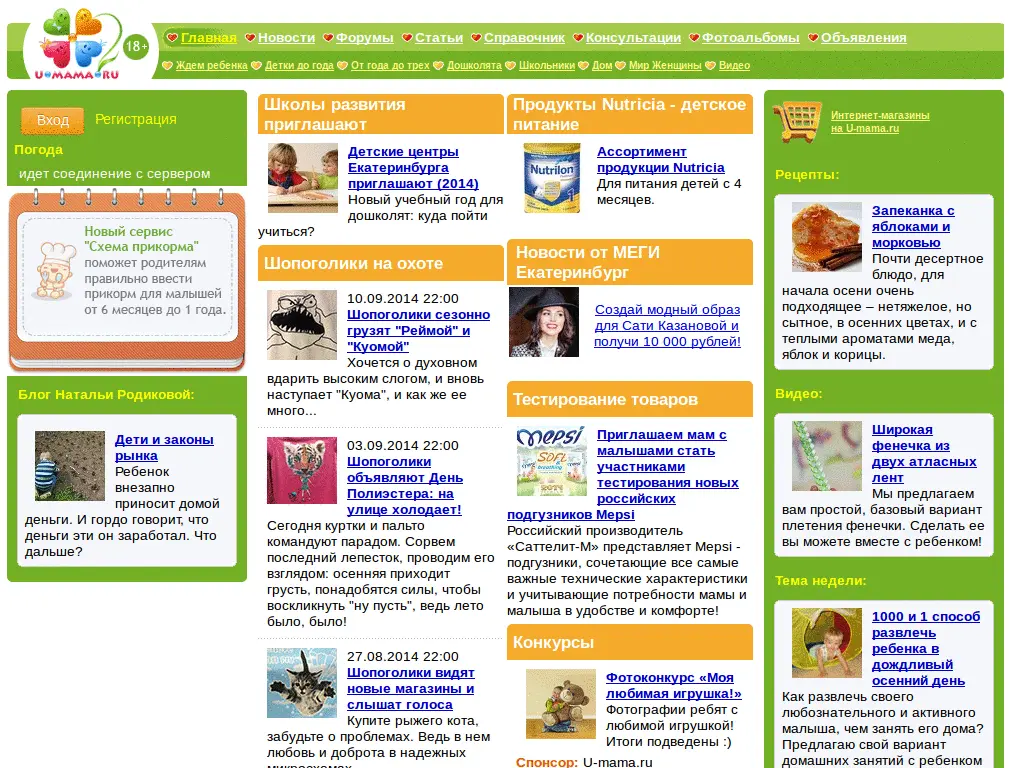 U-MAMA.RU
18+
Главная Новости Форумы Статьи Справочник Консультации Фотоальбомы Объявления
Ждем ребенка Детки до года От года до трех Дошколята Школьники Дом Мир Женщины Видео
Вход Регистрация
Погода
идет соединение с сервером
Новый сервис
"Схема прикорма"
поможет родителям
правильно ввести
прикорм для малышей
от 6 месяцев до 1 года.
Блог Натальи Родиковой:
Дети и законы
рынка
Ребенок
внезапно
приносит домой
деньги. И гордо говорит, что
деньги эти он заработал. Что
дальше?
Школы развития
приглашают
Детские центры
Екатеринбурга
приглашают (2014)
Новый учебный год для
дошколят: куда пойти
учиться?
Шопоголики на охоте
10.09.2014 22:00
Шопоголики сезонно
грузят "Реймой" и
"Куомой"
Хочется о духовном
вдарить высоким слогом, и вновь
наступает "Куома", и как же ее
много...
03.09.2014 22:00
Шопоголики
объявляют День
Полиэстера: на
улице холодает!
Сегодня куртки и пальто
командуют парадом. Сорвем
последний лепесток, проводим его
взглядом: осенняя приходит
грусть, понадобятся силы, чтобы
воскликнуть "ну пусть", ведь лето
было, было!
27.08.2014 22:00
Шопоголики видят
новые магазины и
слышат голоса
Купите рыжего кота,
забудьте о проблемах. Ведь в нем
любовь и доброта в надежных
микросхемах
Продукты Nutricia - детское
питание
Nutrilon
1
Ассортимент
продукции Nutricia
Для питания детей с 4
месяцев.
Новости от МЕГИ
Екатеринбург
Создай модный образ
для Сати Казановой и
получи 10 000 рублей!
Тестирование товаров
MEPSI
SOFT
breathing
2014
Приглашаем мам с
малышами стать
участниками
тестирования новых
российских
подгузников Mepsi
Российский производитель
«Саттелит-М» представляет Mepsi -
подгузники, сочетающие все самые
важные технические характеристики
и учитывающие потребности мамы и
малыша в удобстве и комфорте!
Конкурсы
Фотоконкурс «Моя
любимая игрушка!»
Фотографии ребят с
любимой игрушкой!
Итоги подведены :)
Спонсор: U-mama.ru
Интернет-магазины
на U-mama.ru
Рецепты:
Запеканка с
яблоками и
морковью
Почти десертное
блюдо, для
начала осени очень
подходящее – нетяжелое, но
сытное, в осенних цветах, и с
теплыми ароматами меда,
яблок и корицы.
Видео:
Широкая
фенечка из
двух атласных
лент
Мы предлагаем
вам простой, базовый вариант
плетения фенечки. Сделать ее
вы можете вместе с ребенком!
Тема недели:
1000 и 1 способ
развлечь
ребенка в
дождливый
осенний день
Как развлечь своего
любознательного и активного
малыша, чем занять его дома?
Предлагаю свой вариант
домашних занятий с ребенком